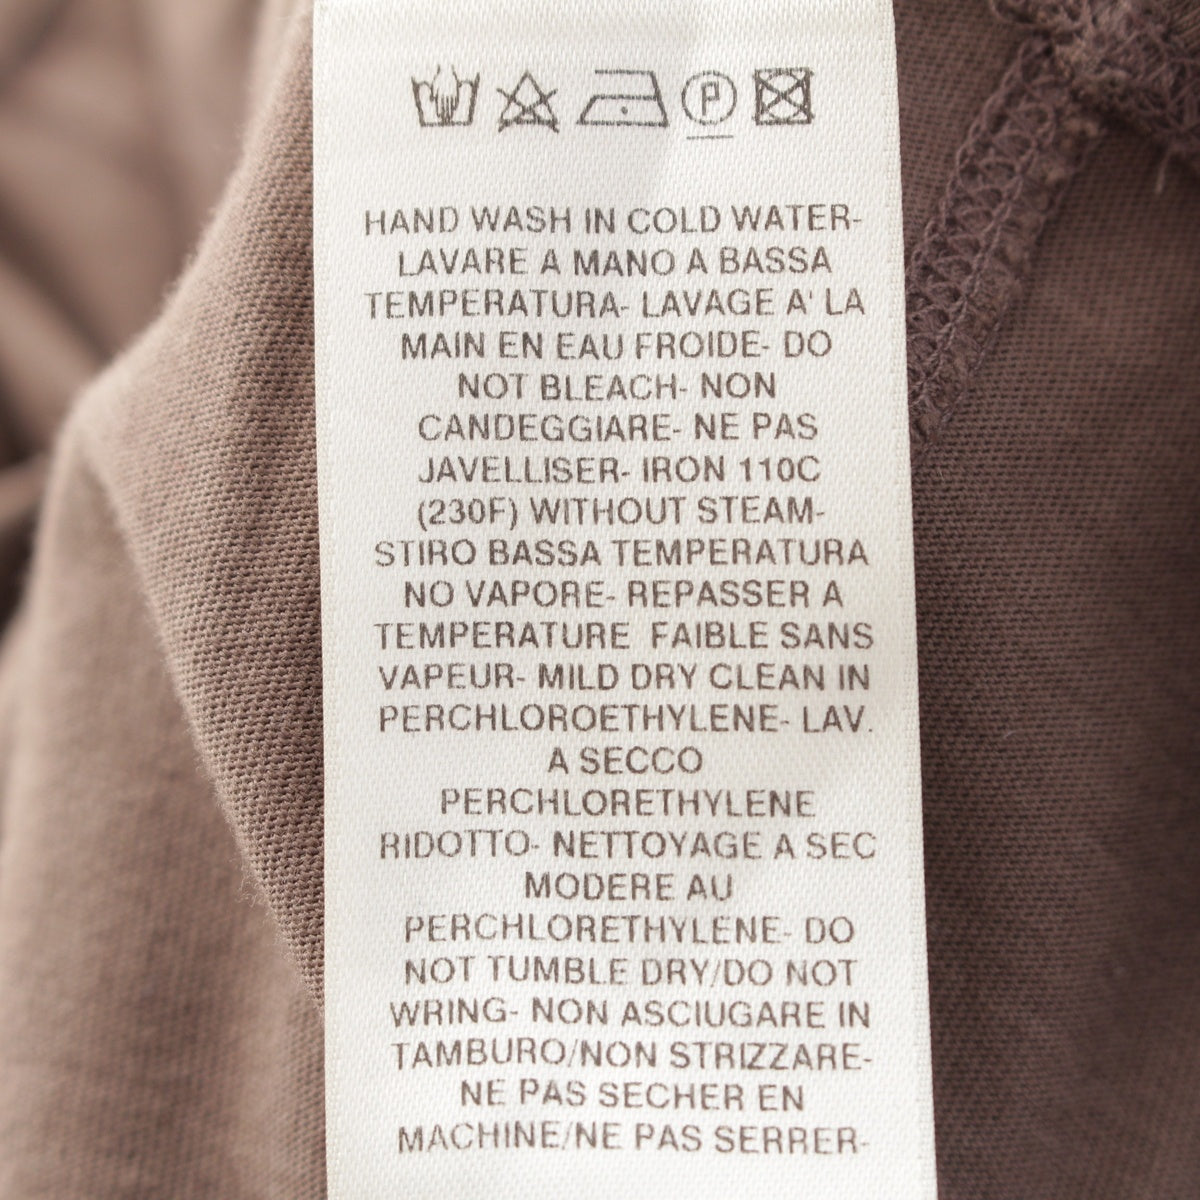 P
HAND WASH IN COLD WATER-
LAVARE A MANO A BASSA
TEMPERATURA- LAVAGE A' LA
MAIN EN EAU FROIDE- DO
NOT BLEACH- NON
CANDEGGIARE- NE PAS
JAVELLISER- IRON 110C
(230F) WITHOUT STEAM-
STIRO BASSA TEMPERATURA
NO VAPORE- REPASSER A
TEMPERATURE FAIBLE SANS
VAPEUR- MILD DRY CLEAN IN
PERCHLOROETHYLENE- LAV.
A SECCO
PERCHLORETHYLENE
RIDOTTO- NETTOYAGE A SEC
MODERE AU
PERCHLORETHYLENE- DO
NOT TUMBLE DRY/DO NOT
WRING- NON ASCIUGARE IN
TAMBURO/NON STRIZZARE-
NE PAS SECHER EN
MACHINE/NE PAS SERRER-